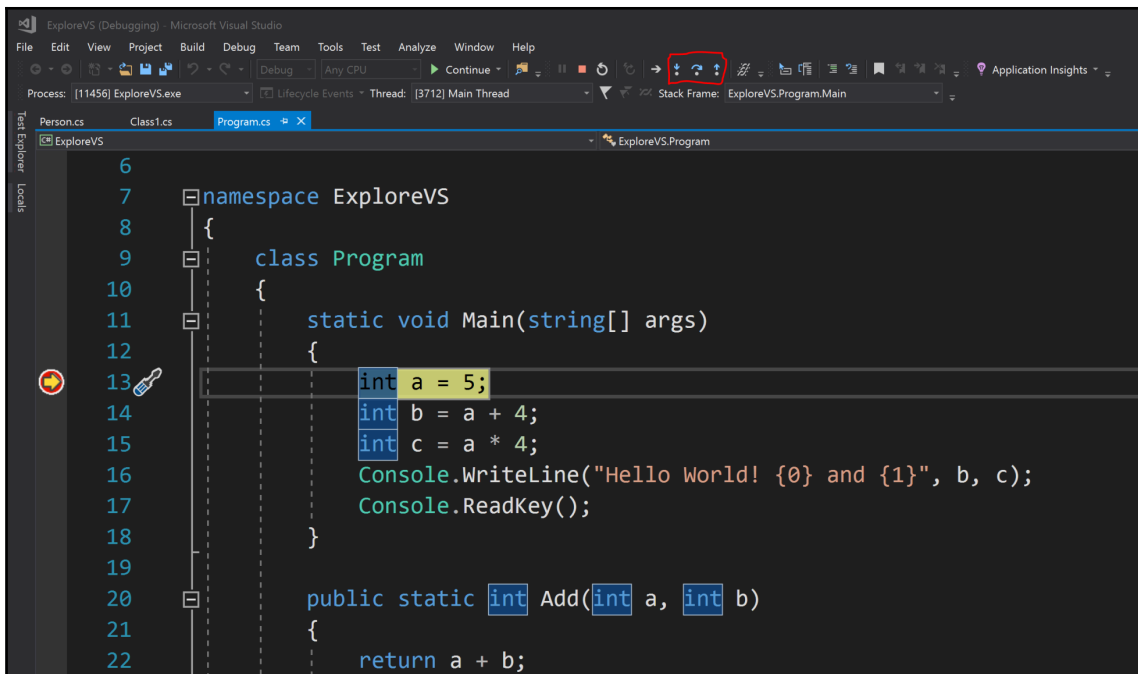 ExploreVS (Debugging) - Microsoft Visual Studio
File Edit View Project Build Debug Team Tools Test Analyze Window Help
Debug Any CPU Continue Application Insights
Process: [11456] ExploreVS.exe Lifecycle Events Thread: [3712] Main Thread Stack Frame: ExploreVS.Program.Main
Test Explorer
Locals
Person.cs Class1.cs Program.cs
C# ExploreVS ExploreVS.Program
6
7 namespace ExploreVS
8 {
9 class Program
10 {
11 static void Main(string[] args)
12 {
13 int a = 5;
14 int b = a + 4;
15 int c = a * 4;
16 Console.WriteLine("Hello World! {0} and {1}", b, c);
17 Console.ReadKey();
18 }
19
20 public static int Add(int a, int b)
21 {
22 return a + b;